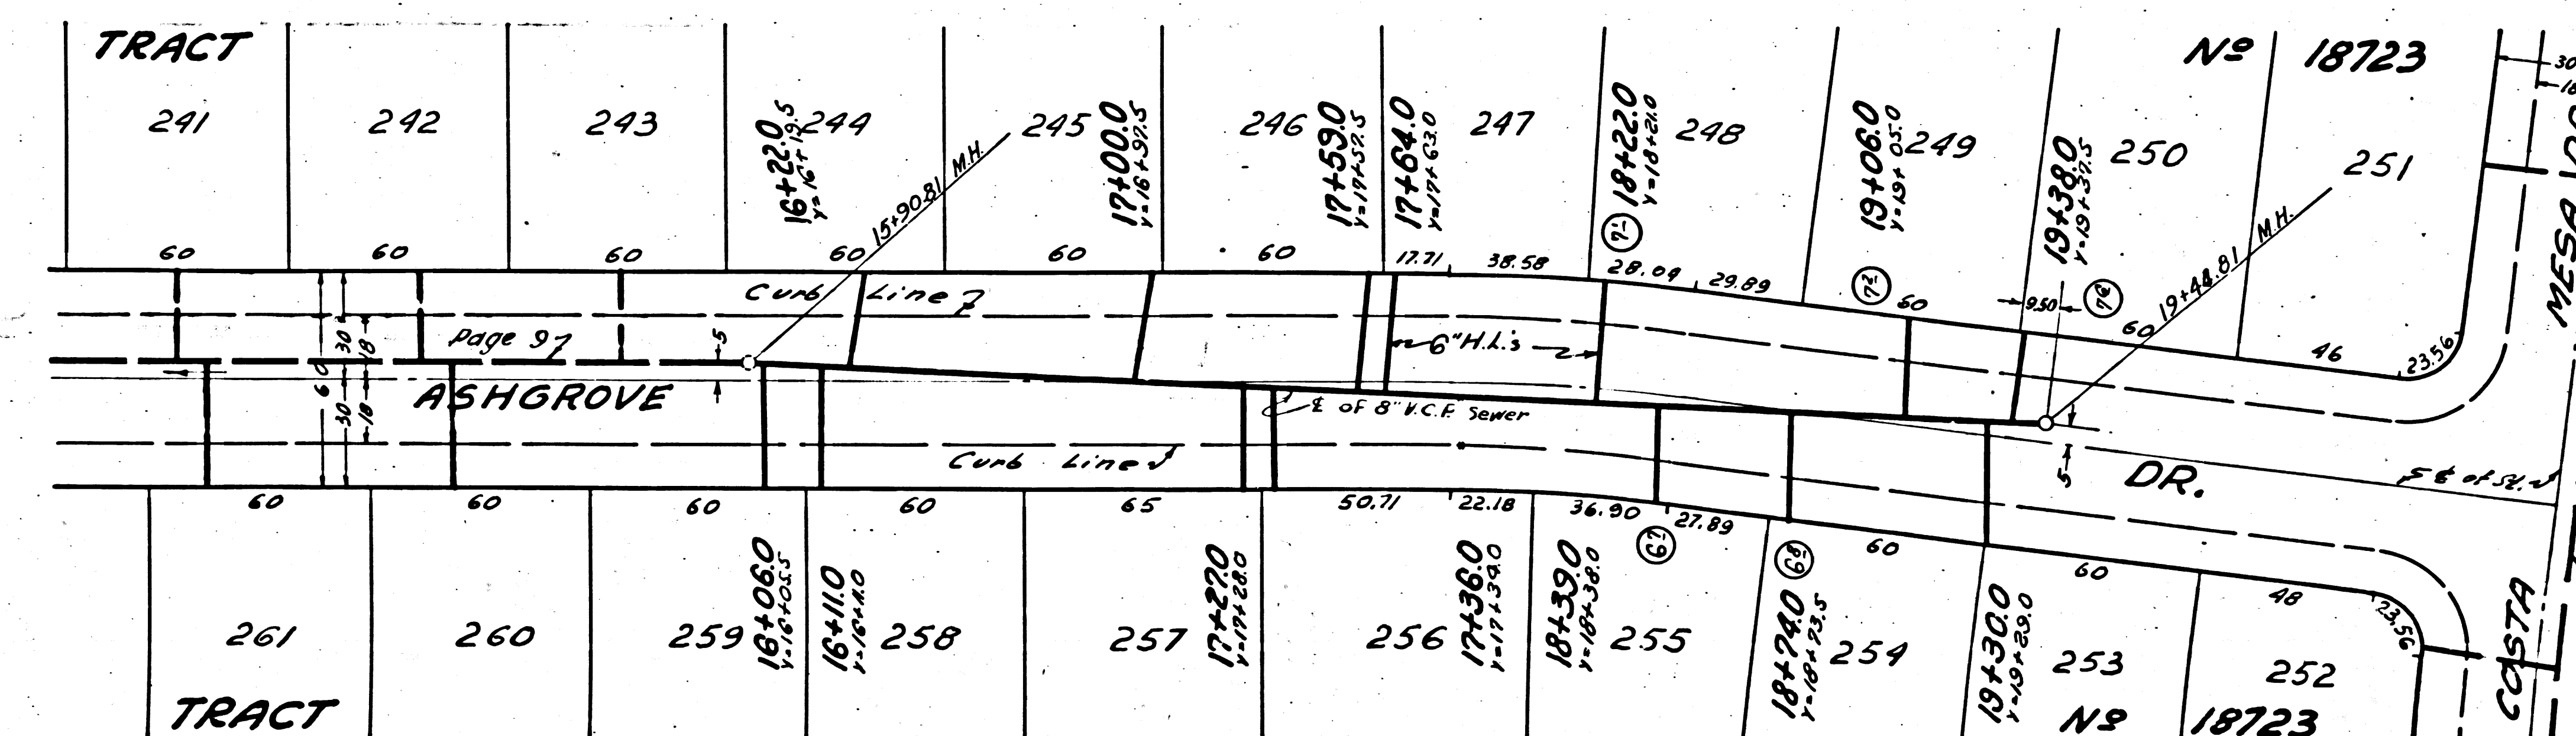 TRACT
Nº 18723
241
242
243
244
245
246
247
248
249
250
251
16+22.0
Y=16+19.5
15+90.81 M.H.
17+00.0
Y=16+97.5
17+59.0
Y=17+57.5
17+64.0
Y=17+63.0
18+22.0
Y=18+21.0
19+06.0
Y=19+05.0
19+38.0
Y=19+37.5
M.H.
30
18
MESA
60
60
60
60
60
60
17.71
38.58
28.09
29.89
60
9.50
60
46
23.56
Curb Line
Page 97
5
6"H.L.'s
60
30
18
30
18
ASHGROVE
₵ of 8" V.C.P. Sewer
Curb Line
DR.
5
₵ of St.
60
60
60
60
65
50.71
22.18
36.90
27.89
60
60
48
23.56
16+06.0
Y=16+05.5
16+11.0
Y=16+11.0
17+27.0
Y=17+28.0
17+36.0
18+39.0
Y=18+38.0
18+74.0
Y=18+73.5
19+30.0
Y=19+29.0
COSTA
261
260
259
258
257
256
255
254
253
252
TRACT
Nº 18723